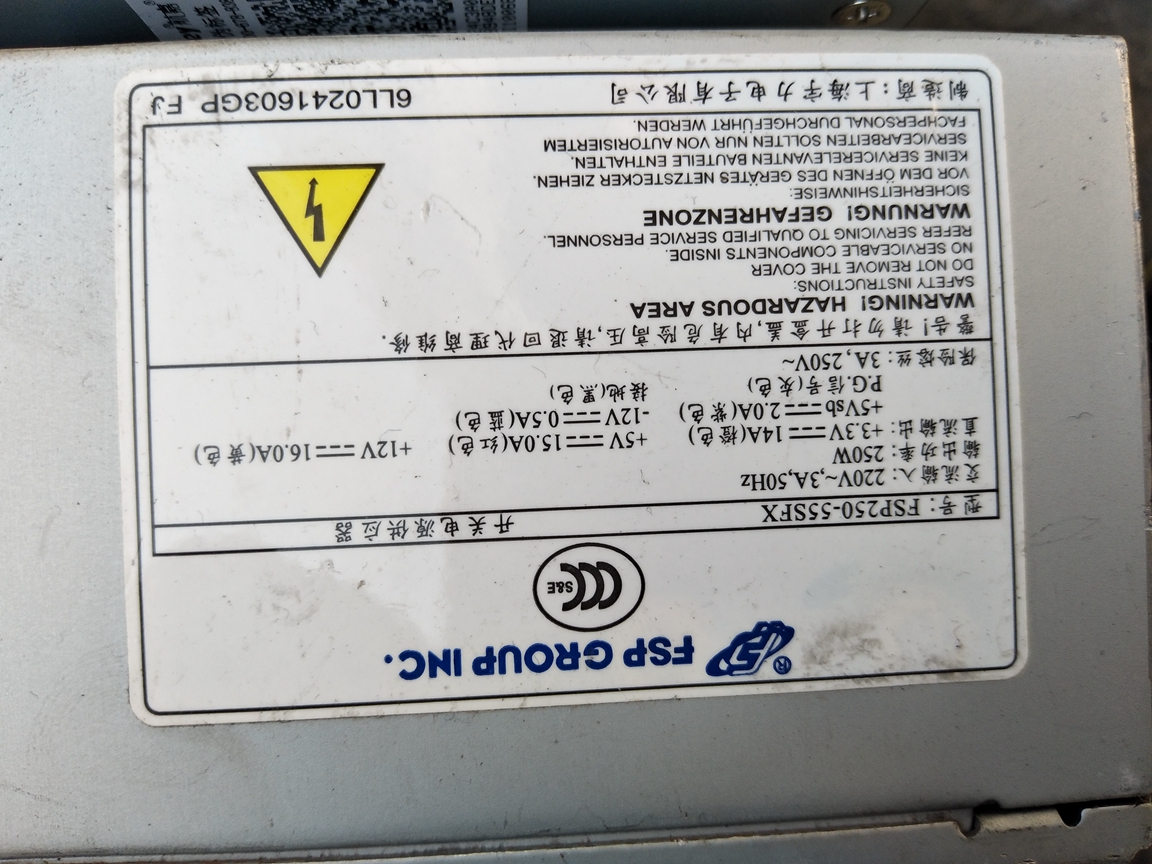 FSP GROUP INC.
S&E
型号：FSP250-55SFX 开关电源供应器
交流输入：220V~,3A,50Hz
输出功率：250W
直流输出：+3.3V⎓14A(橙色) +5V⎓15.0A(红色) +12V⎓16.0A(黄色)
+5Vsb⎓2.0A(紫色) -12V⎓0.5A(蓝色)
P.G.信号(灰色) 接地(黑色)
保险熔丝：3A,250V~
警告！请勿打开盒盖,内有危险高压,请退回代理商维修.
WARNING! HAZARDOUS AREA
SAFETY INSTRUCTIONS:
DO NOT REMOVE THE COVER
NO SERVICEABLE COMPONENTS INSIDE.
REFER SERVICING TO QUALIFIED SERVICE PERSONNEL.
WARNUNG! GEFAHRENZONE
SICHERHEITSHINWEISE:
VOR DEM ÖFFNEN DES GERÄTES NETZSTECKER ZIEHEN.
KEINE SERVICERELEVANTEN BAUTEILE ENTHALTEN.
SERVICEARBEITEN SOLLTEN NUR VON AUTORISIERTEM
FACHPERSONAL DURCHGEFÜHRT WERDEN.
制造商：上海宇力电子有限公司 6LL0241603GP FJ